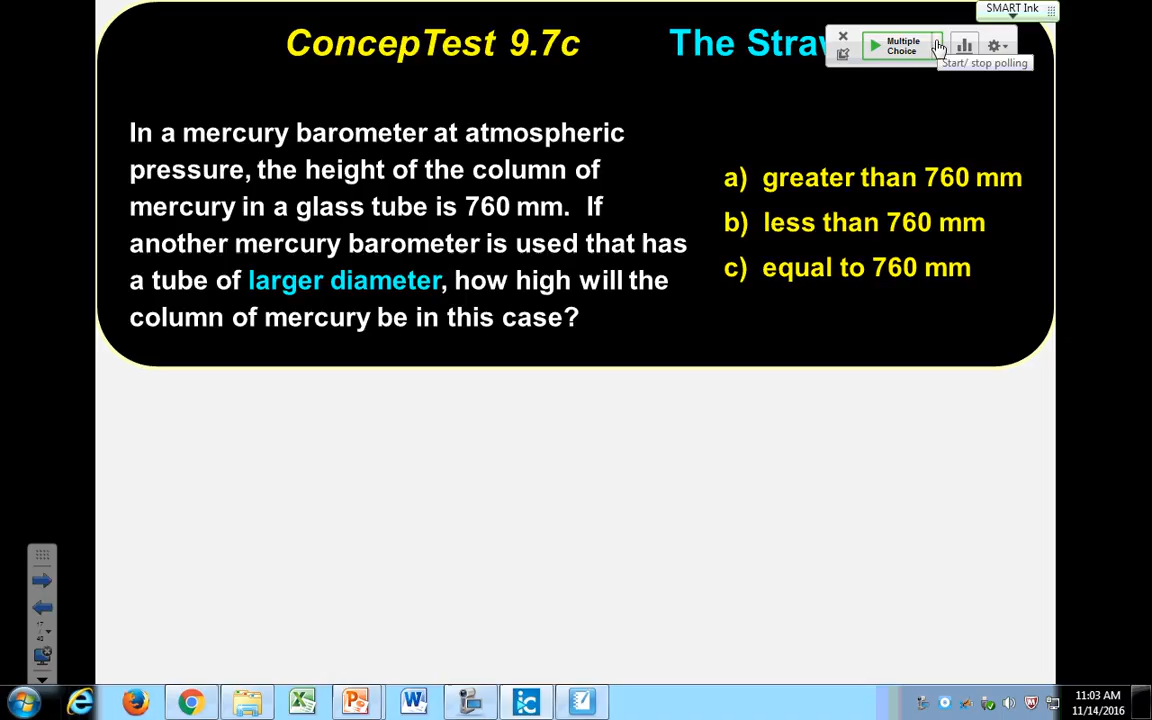 SMART Ink
ConcepTest 9.7c The
Multiple
Choice
Start/ stop polling
In a mercury barometer at atmospheric
pressure, the height of the column of
mercury in a glass tube is 760 mm. If
another mercury barometer is used that has
a tube of larger diameter, how high will the
column of mercury be in this case?
a) greater than 760 mm
b) less than 760 mm
c) equal to 760 mm
17
11:03 AM
11/14/2016